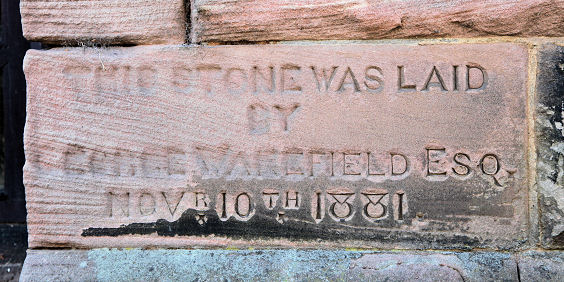 THIS STONE WAS LAID
BY
GEORGE WAKEFIELD ESQ.
NOVR 10TH 1881.